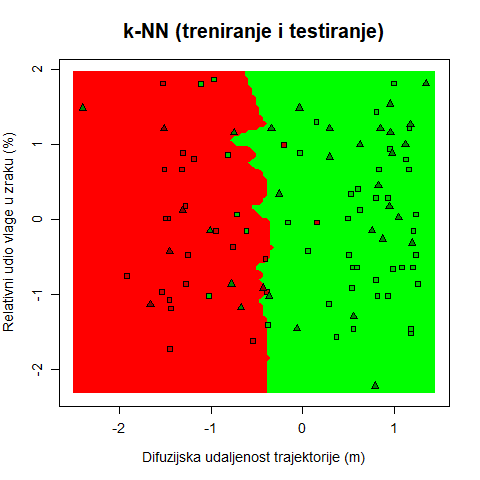 k-NN (treniranje i testiranje)
Relativni udio vlage u zraku (%)
2
1
0
-1
-2
-2 -1 0 1
Difuzijska udaljenost trajektorije (m)